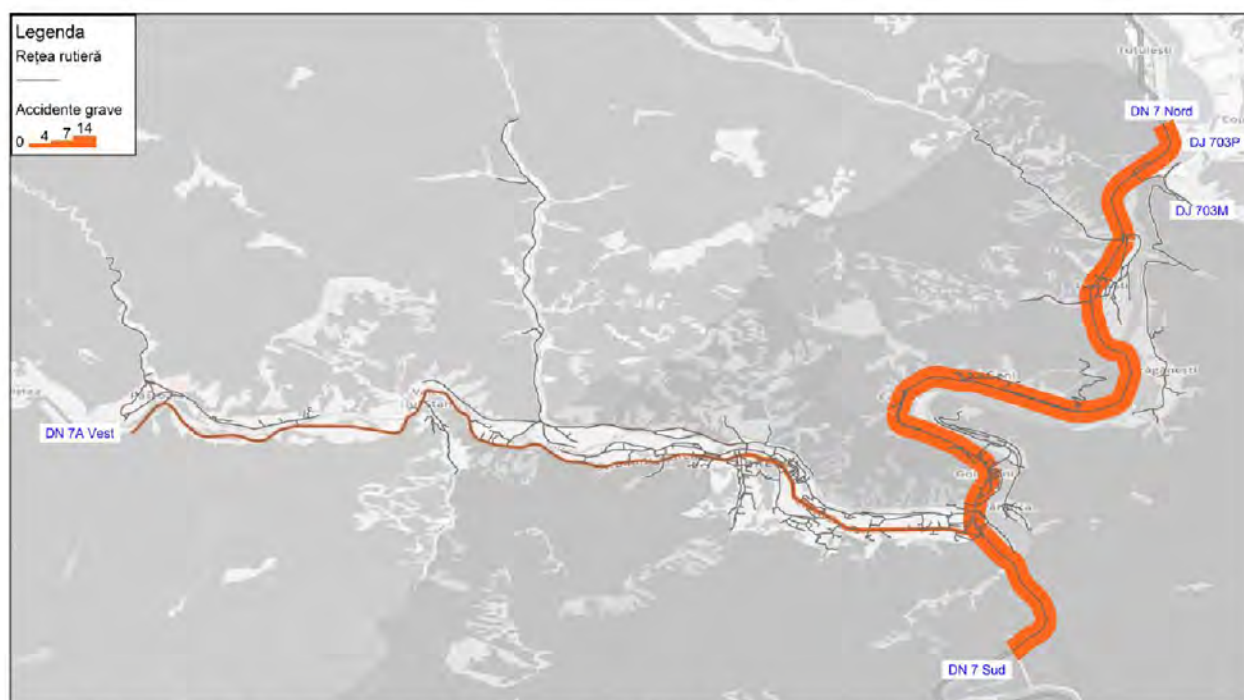 Legenda
Rețea rutieră
Accidente grave
0 4 7 14
Tuțulești
DN 7 Nord
DJ 703P
DJ 703M
DN 7A Vest
DN 7 Sud